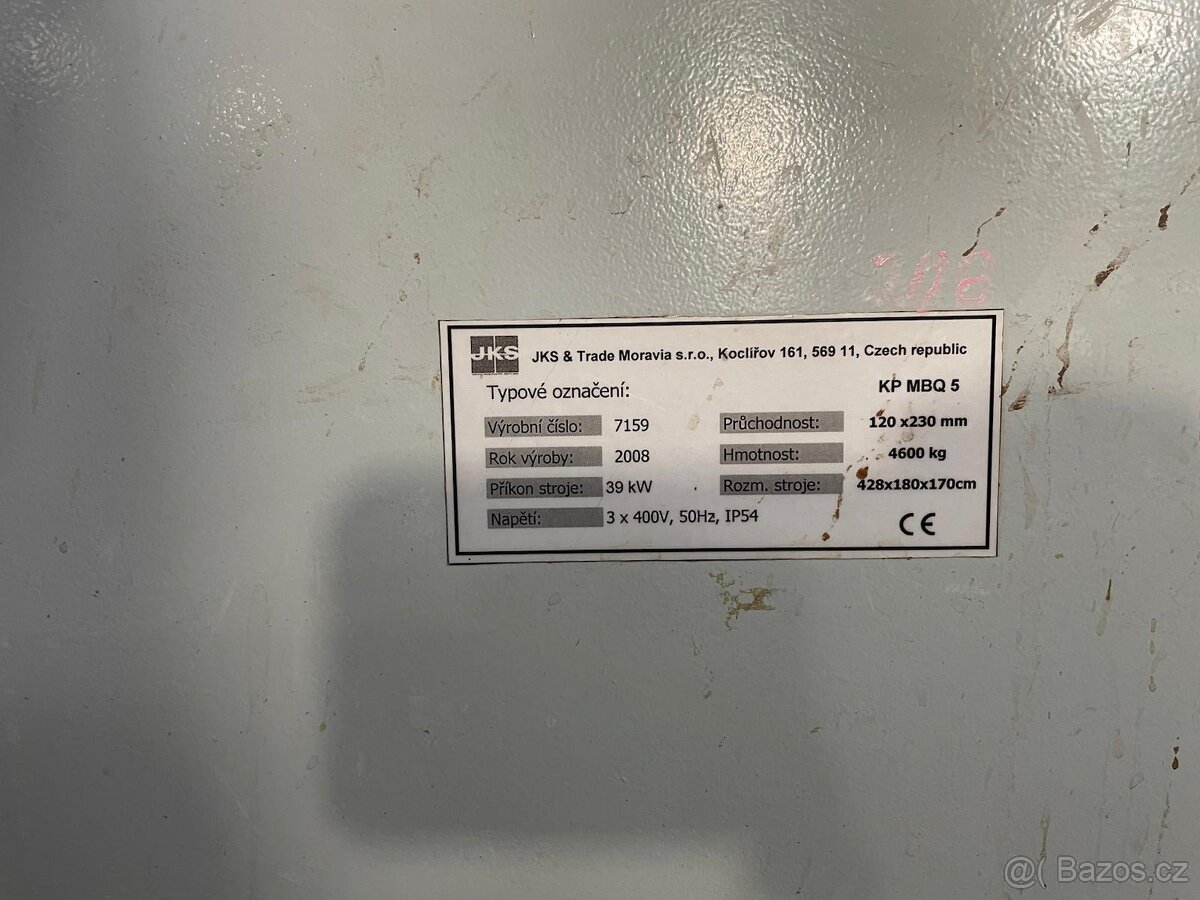 JKS JKS & Trade Moravia s.r.o., Koclířov 161, 569 11, Czech republic
Typové označení: KP MBQ 5
Výrobní číslo: 7159 Průchodnost: 120 x230 mm
Rok výroby: 2008 Hmotnost: 4600 kg
Příkon stroje: 39 kW Rozm. stroje: 428x180x170cm
Napětí: 3 x 400V, 50Hz, IP54 CE
@( Bazos.cz